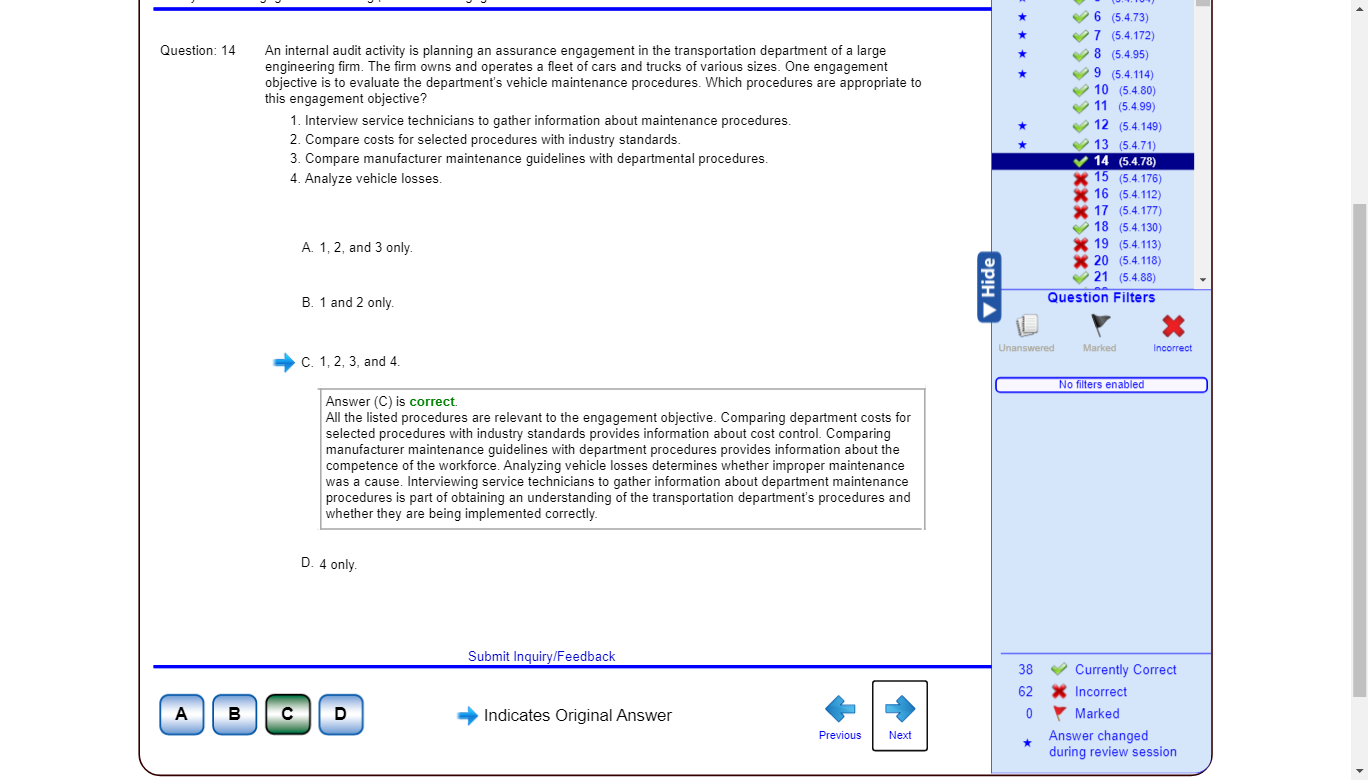 6 (5.4.73)
7 (5.4.172)
8 (5.4.95)
9 (5.4.114)
10 (5.4.80)
11 (5.4.99)
12 (5.4.149)
13 (5.4.71)
14 (5.4.78)
15 (5.4.176)
16 (5.4.112)
17 (5.4.177)
18 (5.4.130)
19 (5.4.113)
20 (5.4.118)
21 (5.4.88)
Question: 14
An internal audit activity is planning an assurance engagement in the transportation department of a large
engineering firm. The firm owns and operates a fleet of cars and trucks of various sizes. One engagement
objective is to evaluate the department's vehicle maintenance procedures. Which procedures are appropriate to
this engagement objective?
1. Interview service technicians to gather information about maintenance procedures.
2. Compare costs for selected procedures with industry standards.
3. Compare manufacturer maintenance guidelines with departmental procedures.
4. Analyze vehicle losses.
A. 1, 2, and 3 only.
B. 1 and 2 only.
C. 1, 2, 3, and 4.
Answer (C) is correct.
All the listed procedures are relevant to the engagement objective. Comparing department costs for
selected procedures with industry standards provides information about cost control. Comparing
manufacturer maintenance guidelines with department procedures provides information about the
competence of the workforce. Analyzing vehicle losses determines whether improper maintenance
was a cause. Interviewing service technicians to gather information about department maintenance
procedures is part of obtaining an understanding of the transportation department's procedures and
whether they are being implemented correctly.
D. 4 only.
Hide
Question Filters
Unanswered
Marked
Incorrect
No filters enabled
Submit Inquiry/Feedback
A
B
C
D
Indicates Original Answer
Previous
Next
38 Currently Correct
62 Incorrect
0 Marked
Answer changed
during review session